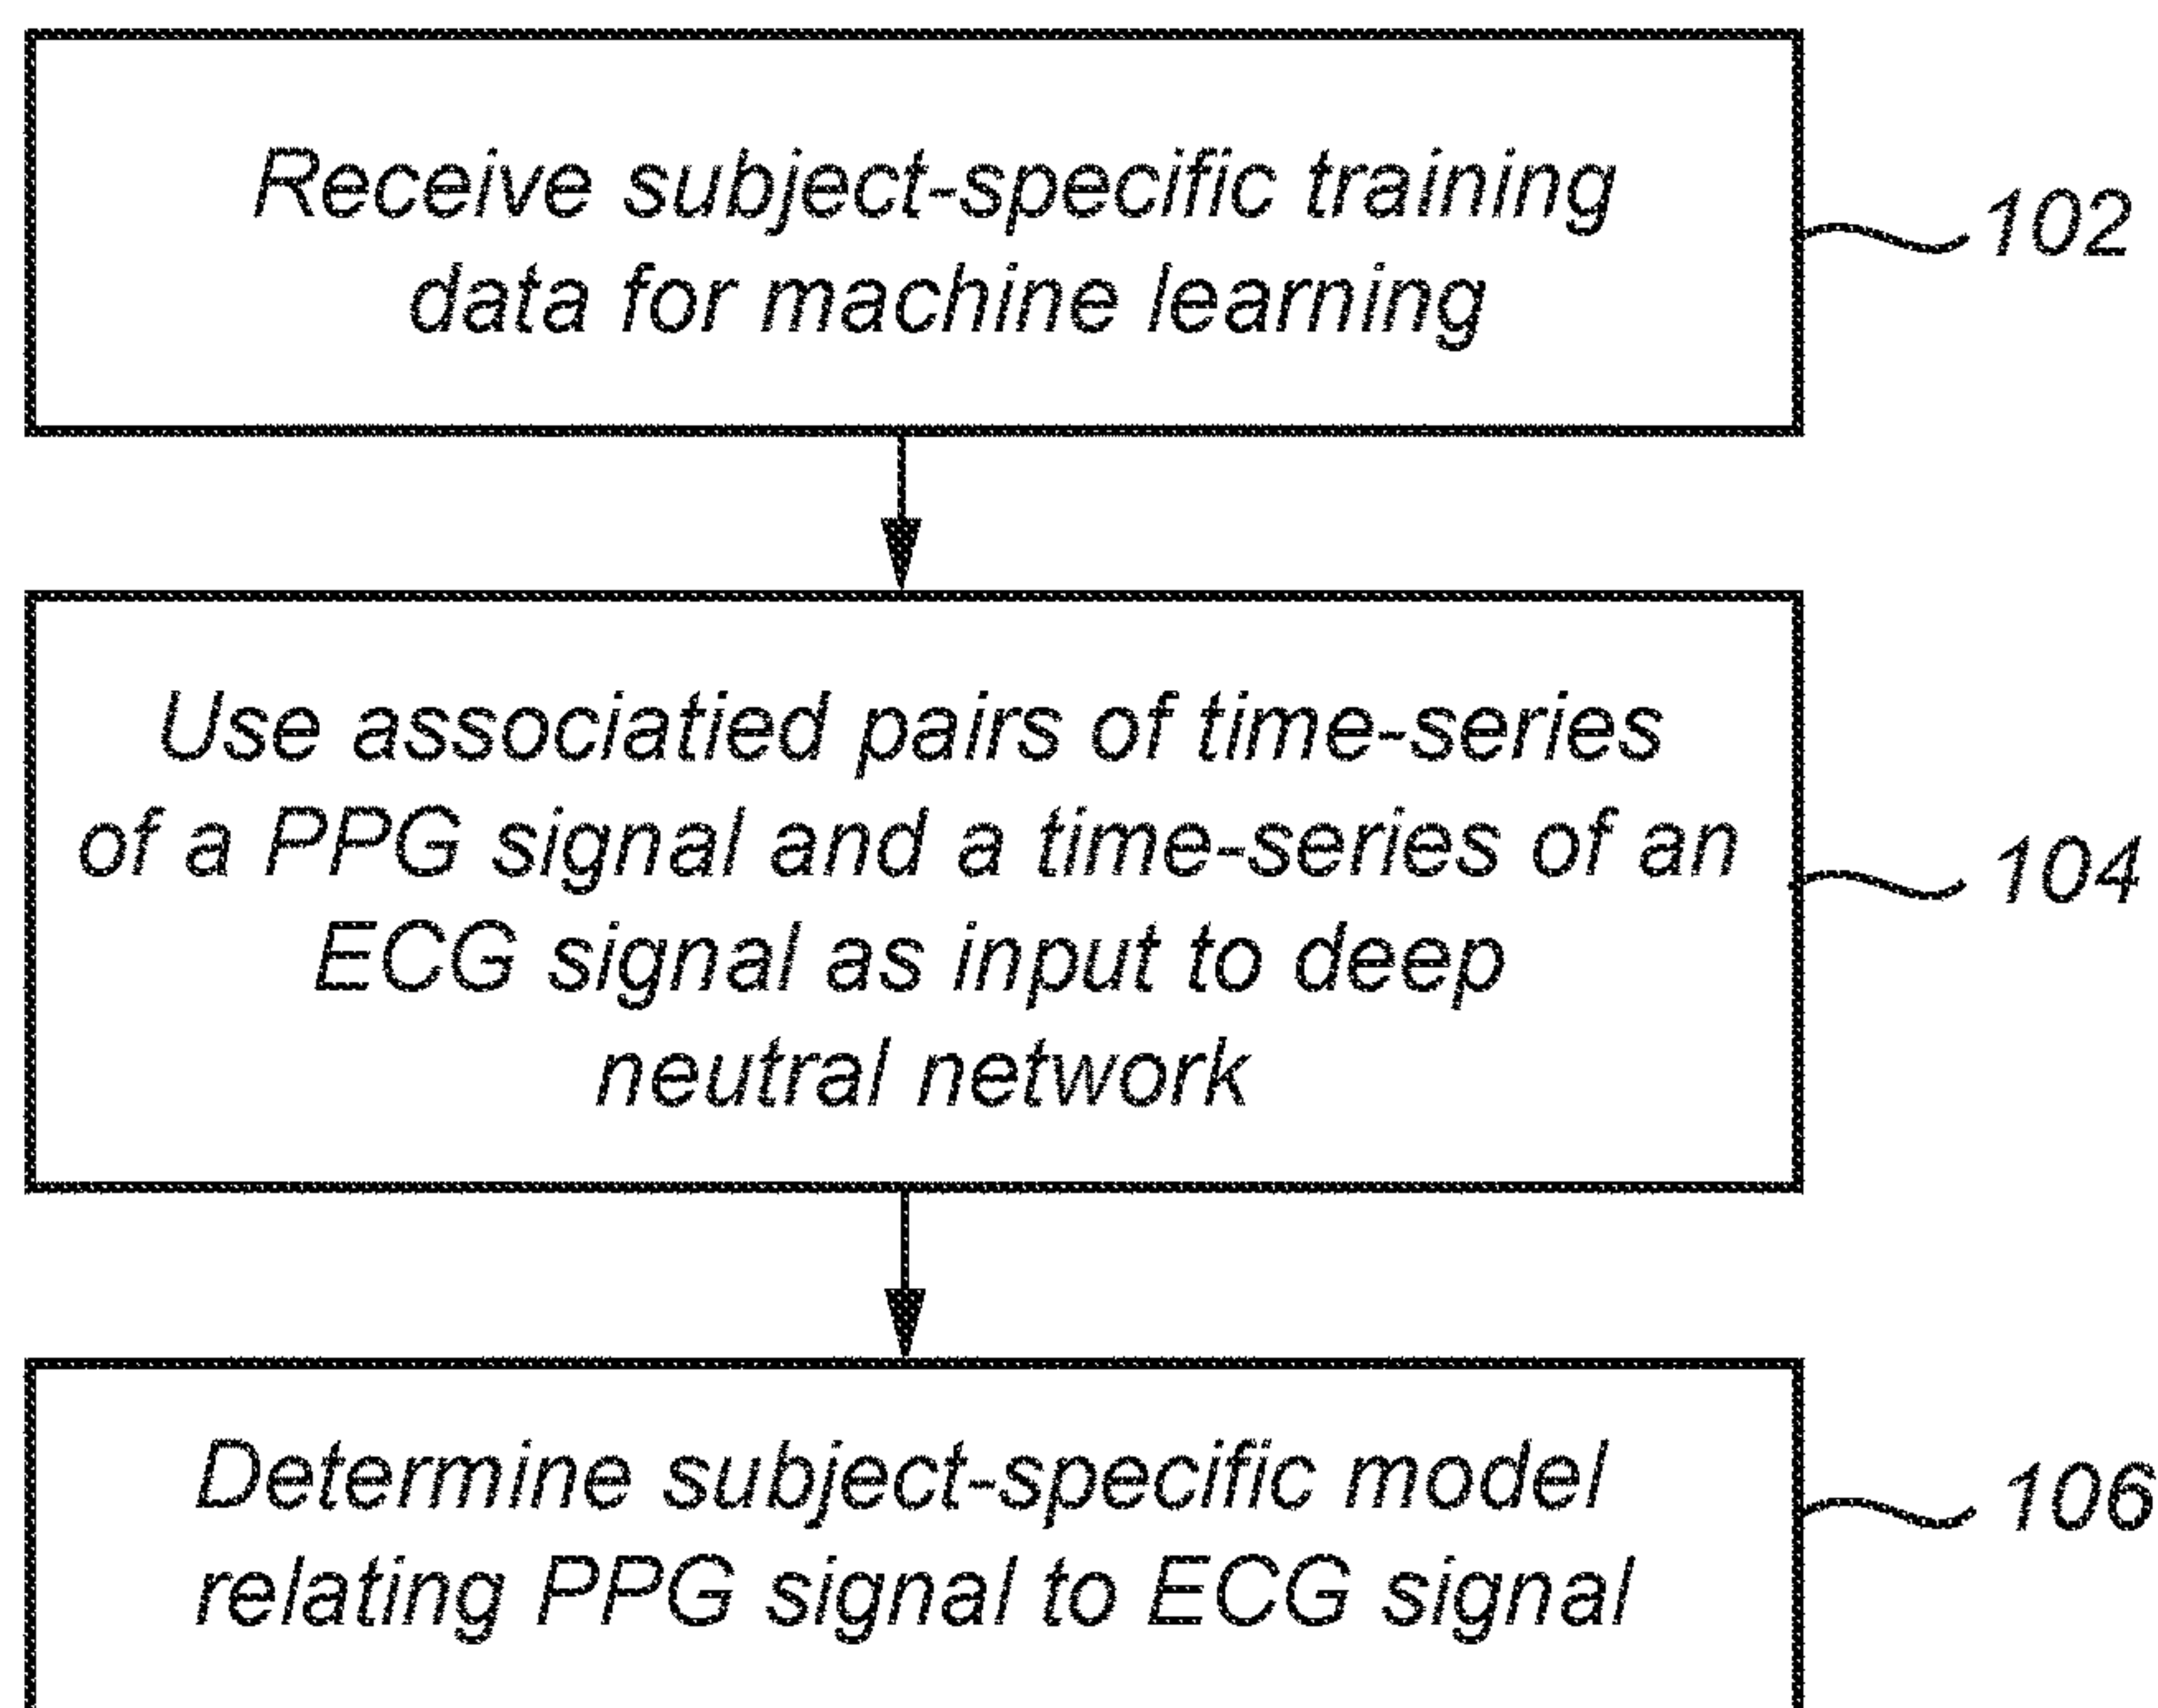 Receive subject-specific training
data for machine learning
102
Use associatied pairs of time-series
of a PPG signal and a time-series of an
ECG signal as input to deep
neutral network
104
Determine subject-specific model
relating PPG signal to ECG signal
106